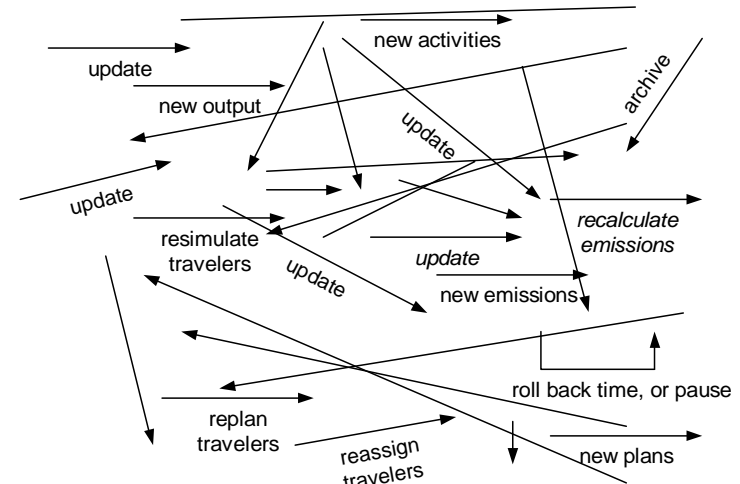 new activities
update
new output
archive
update
update
resimulate
travelers
recalculate
emissions
update
update
new emissions
roll back time, or pause
replan
travelers
reassign
travelers
new plans